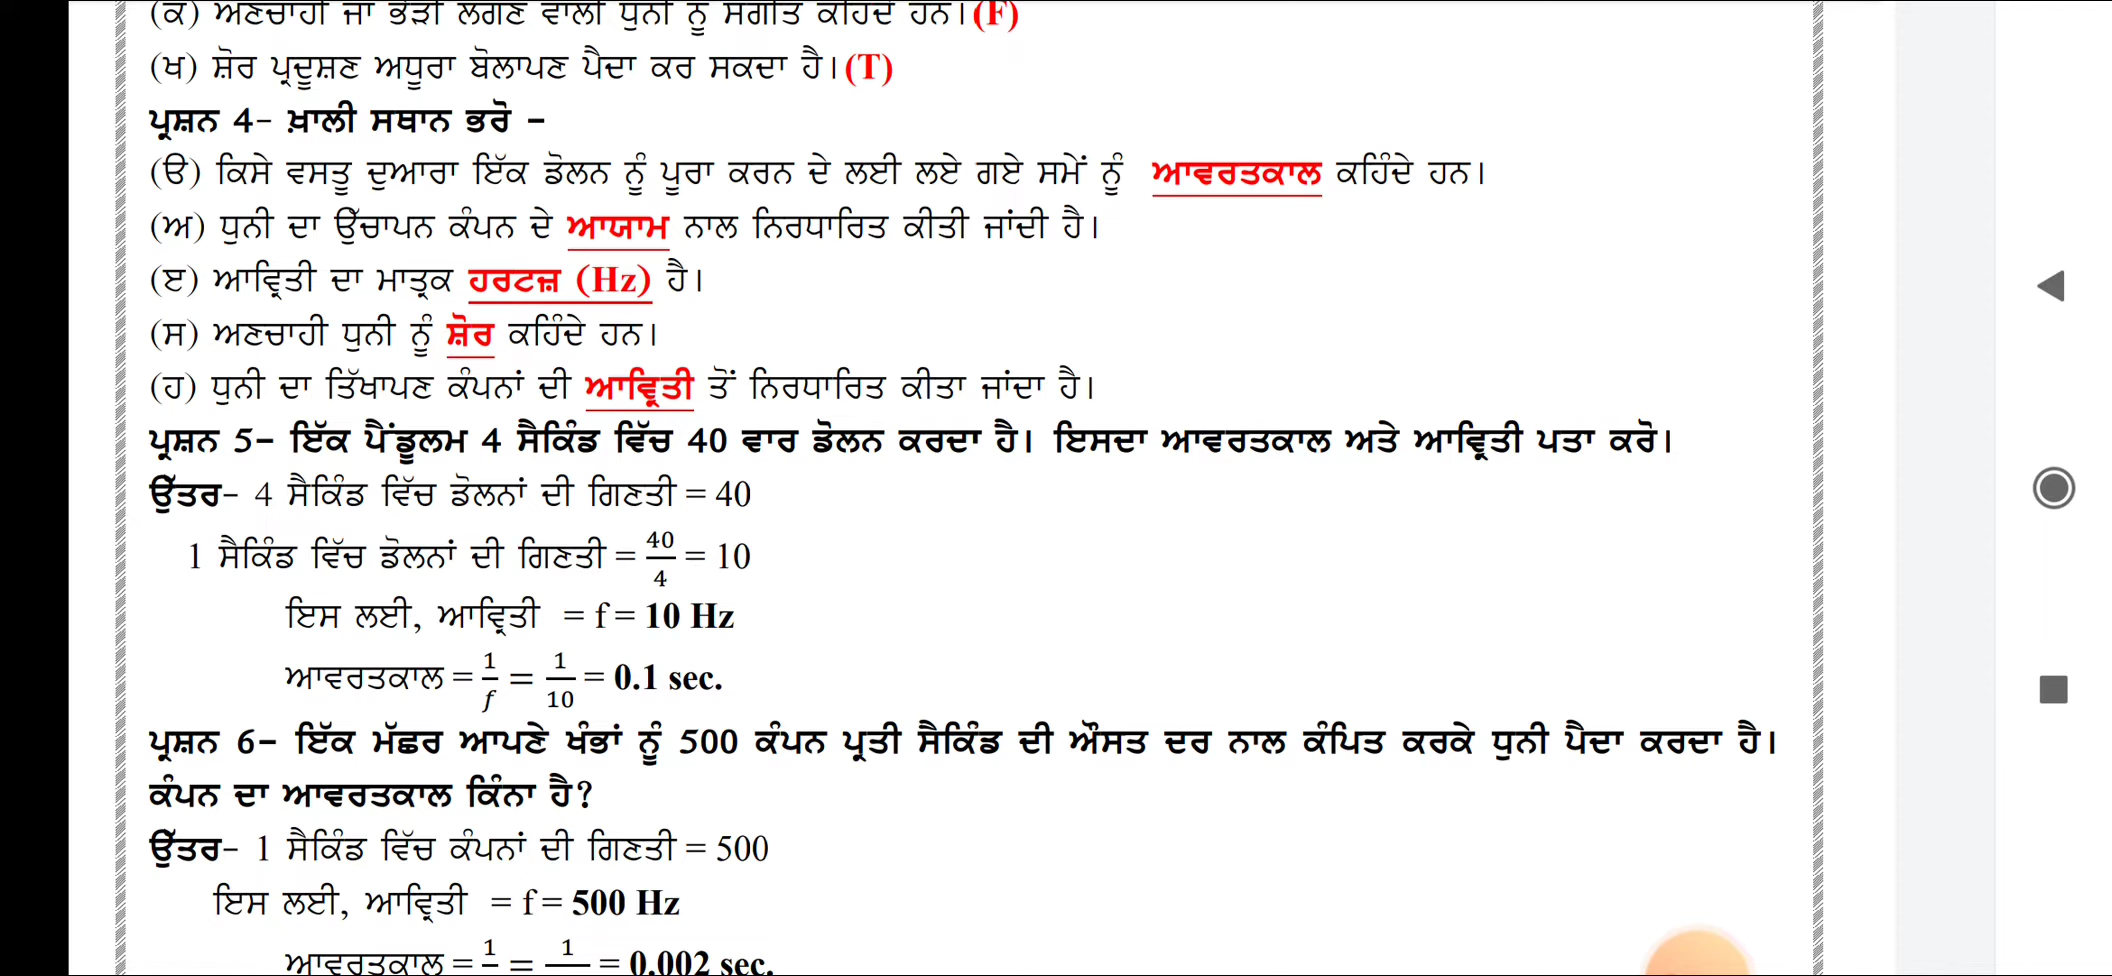 (ਕ) ਅਣਚਾਹੀ ਜਾਂ ਭੈੜੀ ਲੱਗਣ ਵਾਲੀ ਧੁਨੀ ਨੂੰ ਸੰਗੀਤ ਕਹਿੰਦੇ ਹਨ। (F)
(ਖ) ਸ਼ੋਰ ਪ੍ਰਦੂਸ਼ਣ ਅਧੂਰਾ ਬੋਲਾਪਣ ਪੈਦਾ ਕਰ ਸਕਦਾ ਹੈ। (T)
ਪ੍ਰਸ਼ਨ 4- ਖ਼ਾਲੀ ਸਥਾਨ ਭਰੋ -
(ੳ) ਕਿਸੇ ਵਸਤੂ ਦੁਆਰਾ ਇੱਕ ਡੋਲਨ ਨੂੰ ਪੂਰਾ ਕਰਨ ਦੇ ਲਈ ਲਏ ਗਏ ਸਮੇਂ ਨੂੰ ਆਵਰਤਕਾਲ ਕਹਿੰਦੇ ਹਨ।
(ਅ) ਧੁਨੀ ਦਾ ਉੱਚਾਪਨ ਕੰਪਨ ਦੇ ਆਯਾਮ ਨਾਲ ਨਿਰਧਾਰਿਤ ਕੀਤੀ ਜਾਂਦੀ ਹੈ।
(ੲ) ਆਵ੍ਰਿਤੀ ਦਾ ਮਾਤ੍ਰਕ ਹਰਟਜ਼ (Hz) ਹੈ।
(ਸ) ਅਣਚਾਹੀ ਧੁਨੀ ਨੂੰ ਸ਼ੋਰ ਕਹਿੰਦੇ ਹਨ।
(ਹ) ਧੁਨੀ ਦਾ ਤਿੱਖਾਪਣ ਕੰਪਨਾਂ ਦੀ ਆਵ੍ਰਿਤੀ ਤੋਂ ਨਿਰਧਾਰਿਤ ਕੀਤਾ ਜਾਂਦਾ ਹੈ।
ਪ੍ਰਸ਼ਨ 5- ਇੱਕ ਪੈਂਡੂਲਮ 4 ਸੈਕਿੰਡ ਵਿੱਚ 40 ਵਾਰ ਡੋਲਨ ਕਰਦਾ ਹੈ। ਇਸਦਾ ਆਵਰਤਕਾਲ ਅਤੇ ਆਵ੍ਰਿਤੀ ਪਤਾ ਕਰੋ।
ਉੱਤਰ- 4 ਸੈਕਿੰਡ ਵਿੱਚ ਡੋਲਨਾਂ ਦੀ ਗਿਣਤੀ = 40
1 ਸੈਕਿੰਡ ਵਿੱਚ ਡੋਲਨਾਂ ਦੀ ਗਿਣਤੀ = 40/4 = 10
ਇਸ ਲਈ, ਆਵ੍ਰਿਤੀ = f = 10 Hz
ਆਵਰਤਕਾਲ = 1/f = 1/10 = 0.1 sec.
ਪ੍ਰਸ਼ਨ 6- ਇੱਕ ਮੱਛਰ ਆਪਣੇ ਖੰਭਾਂ ਨੂੰ 500 ਕੰਪਨ ਪ੍ਰਤੀ ਸੈਕਿੰਡ ਦੀ ਔਸਤ ਦਰ ਨਾਲ ਕੰਪਿਤ ਕਰਕੇ ਧੁਨੀ ਪੈਦਾ ਕਰਦਾ ਹੈ।
ਕੰਪਨ ਦਾ ਆਵਰਤਕਾਲ ਕਿੰਨਾ ਹੈ?
ਉੱਤਰ- 1 ਸੈਕਿੰਡ ਵਿੱਚ ਕੰਪਨਾਂ ਦੀ ਗਿਣਤੀ = 500
ਇਸ ਲਈ, ਆਵ੍ਰਿਤੀ = f = 500 Hz
ਆਵਰਤਕਾਲ = 1 = 1 = 0.002 sec.